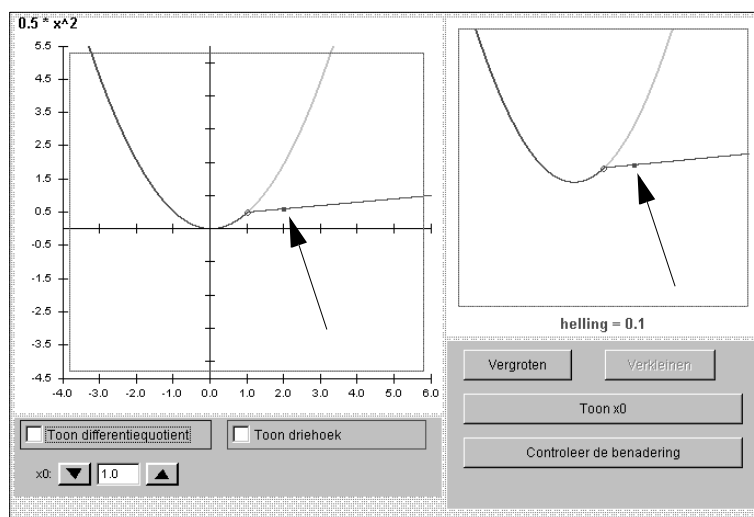 0.5 * x^2
5.5
4.5
3.5
2.5
1.5
0.5
-0.5
-1.5
-2.5
-3.5
-4.5
-4.0 -3.0 -2.0 -1.0 0.0 1.0 2.0 3.0 4.0 5.0 6.0
helling = 0.1
Vergroten Verkleinen
Toon x0
Controleer de benadering
Toon differentiequotient Toon driehoek
x0: 1.0